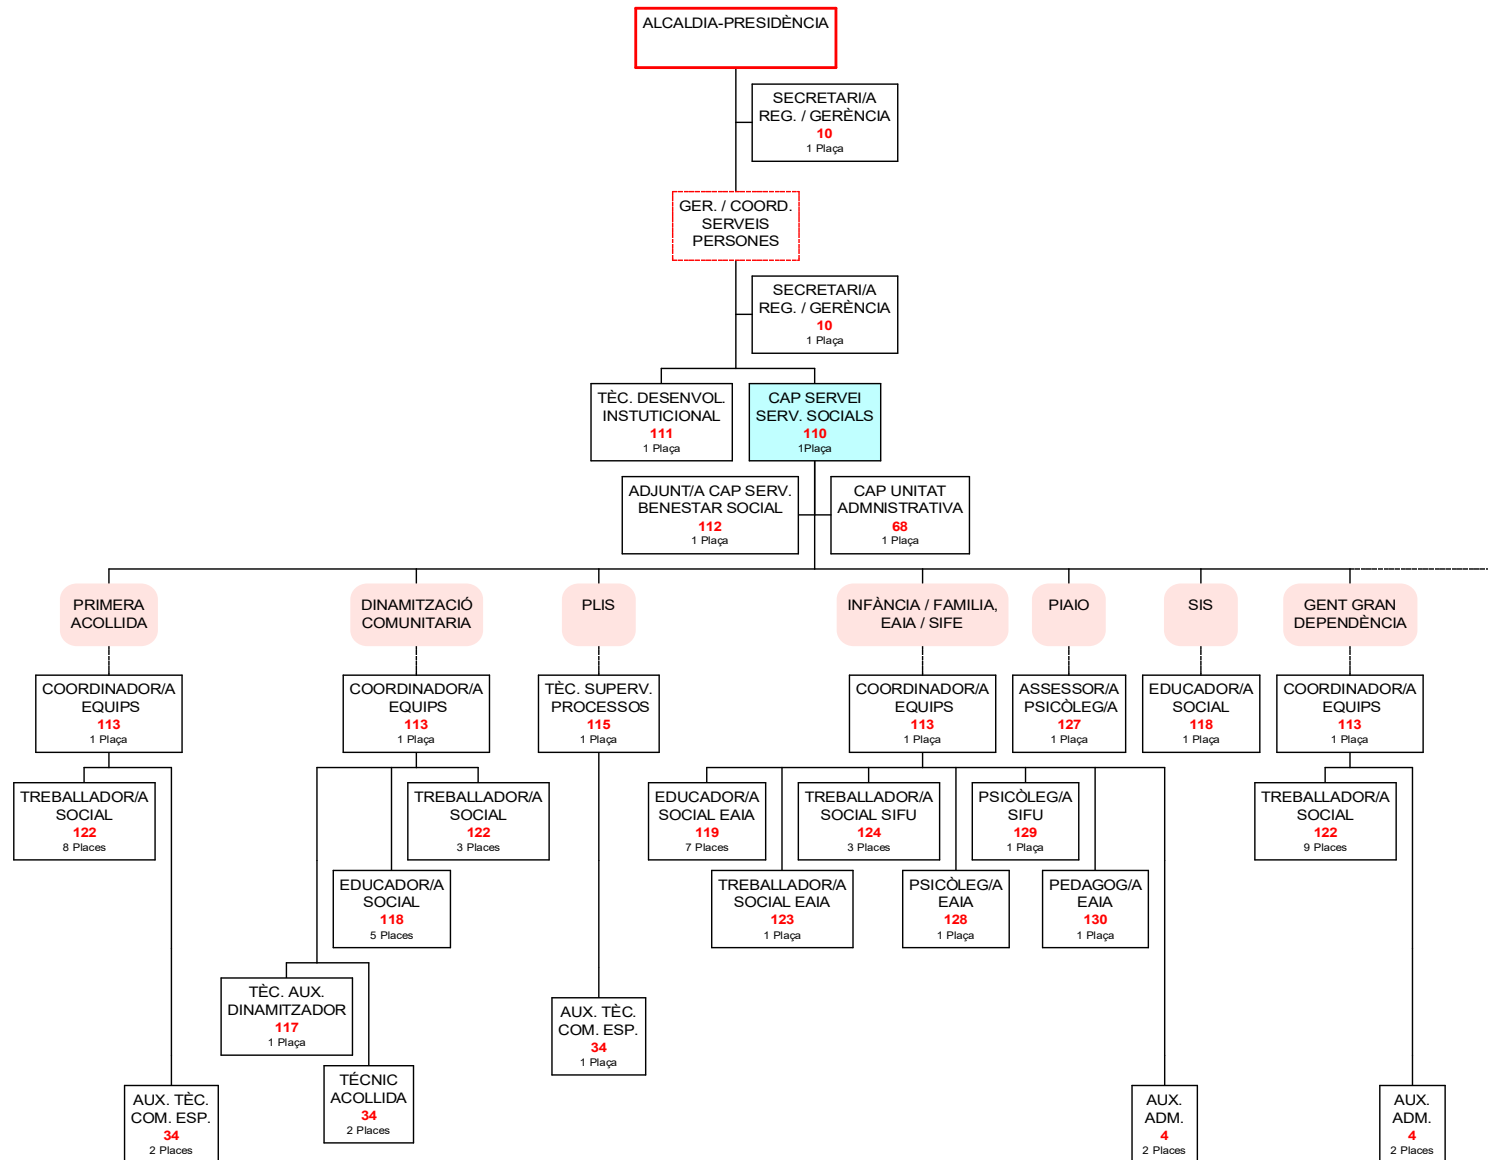 ALCALDIA-PRESIDÈNCIA
SECRETARI/A
REG. / GERÈNCIA
10
1 Plaça
GER. / COORD.
SERVEIS
PERSONES
SECRETARI/A
REG. / GERÈNCIA
10
1 Plaça
TÈC. DESENVOL.
INSTUTICIONAL
111
1 Plaça
CAP SERVEI
SERV. SOCIALS
110
1Plaça
ADJUNT/A CAP SERV.
BENESTAR SOCIAL
112
1 Plaça
CAP UNITAT
ADMNISTRATIVA
68
1 Plaça
PRIMERA
ACOLLIDA
DINAMITZACIÓ
COMUNITARIA
PLIS
INFÀNCIA / FAMILIA,
EAIA / SIFE
PIAIO
SIS
GENT GRAN
DEPENDÈNCIA
COORDINADOR/A
EQUIPS
113
1 Plaça
COORDINADOR/A
EQUIPS
113
1 Plaça
TÈC. SUPERV.
PROCESSOS
115
1 Plaça
COORDINADOR/A
EQUIPS
113
1 Plaça
ASSESSOR/A
PSICÒLEG/A
127
1 Plaça
EDUCADOR/A
SOCIAL
118
1 Plaça
COORDINADOR/A
EQUIPS
113
1 Plaça
TREBALLADOR/A
SOCIAL
122
8 Places
TREBALLADOR/A
SOCIAL
122
3 Places
EDUCADOR/A
SOCIAL EAIA
119
7 Places
TREBALLADOR/A
SOCIAL SIFU
124
3 Places
PSICÒLEG/A
SIFU
129
1 Plaça
TREBALLADOR/A
SOCIAL
122
9 Places
EDUCADOR/A
SOCIAL
118
5 Places
TREBALLADOR/A
SOCIAL EAIA
123
1 Plaça
PSICÒLEG/A
EAIA
128
1 Plaça
PEDAGOG/A
EAIA
130
1 Plaça
TÈC. AUX.
DINAMITZADOR
117
1 Plaça
AUX. TÈC.
COM. ESP.
34
1 Plaça
TÉCNIC
ACOLLIDA
34
2 Places
AUX. TÈC.
COM. ESP.
34
2 Places
AUX.
ADM.
4
2 Places
AUX.
ADM.
4
2 Places